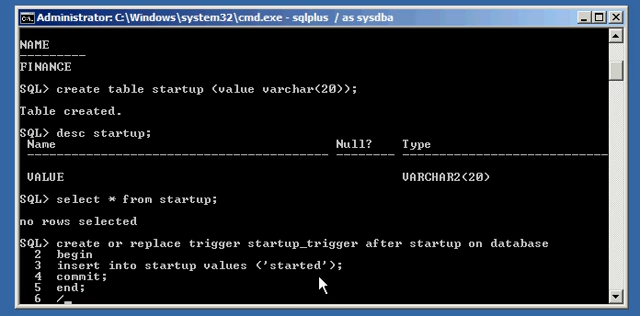 Administrator: C:\Windows\system32\cmd.exe - sqlplus / as sysdba
NAME
---------
FINANCE
SQL> create table startup (value varchar(20));
Table created.
SQL> desc startup;
Name Null? Type
----------------------------------------- -------- ----------------------------
VALUE VARCHAR2(20)
SQL> select * from startup;
no rows selected
SQL> create or replace trigger startup_trigger after startup on database
2 begin
3 insert into startup values ('started');
4 commit;
5 end;
6 /_